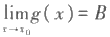 lim g(x) = B
x→x₀